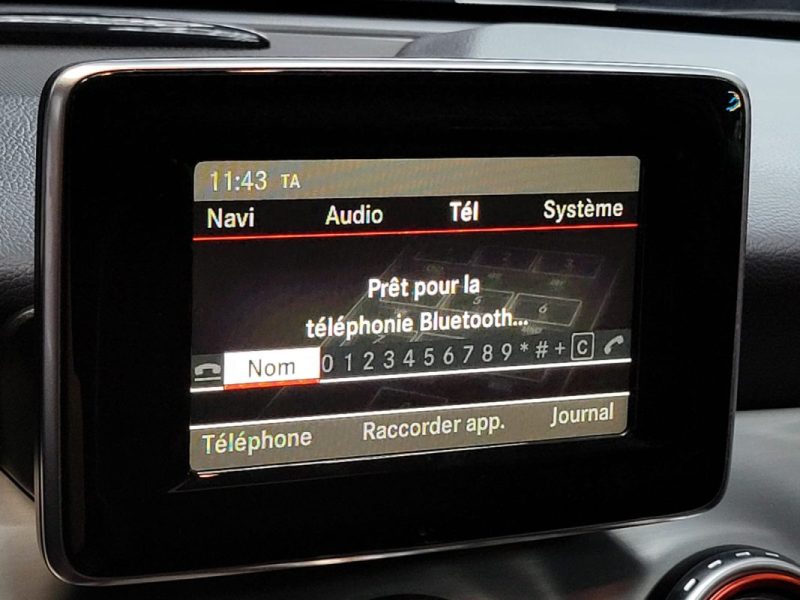 11:43 TA
Navi Audio Tél Système
Prêt pour la
téléphonie Bluetooth...
Nom 0 1 2 3 4 5 6 7 8 9 * # + C
Téléphone Raccorder app. Journal